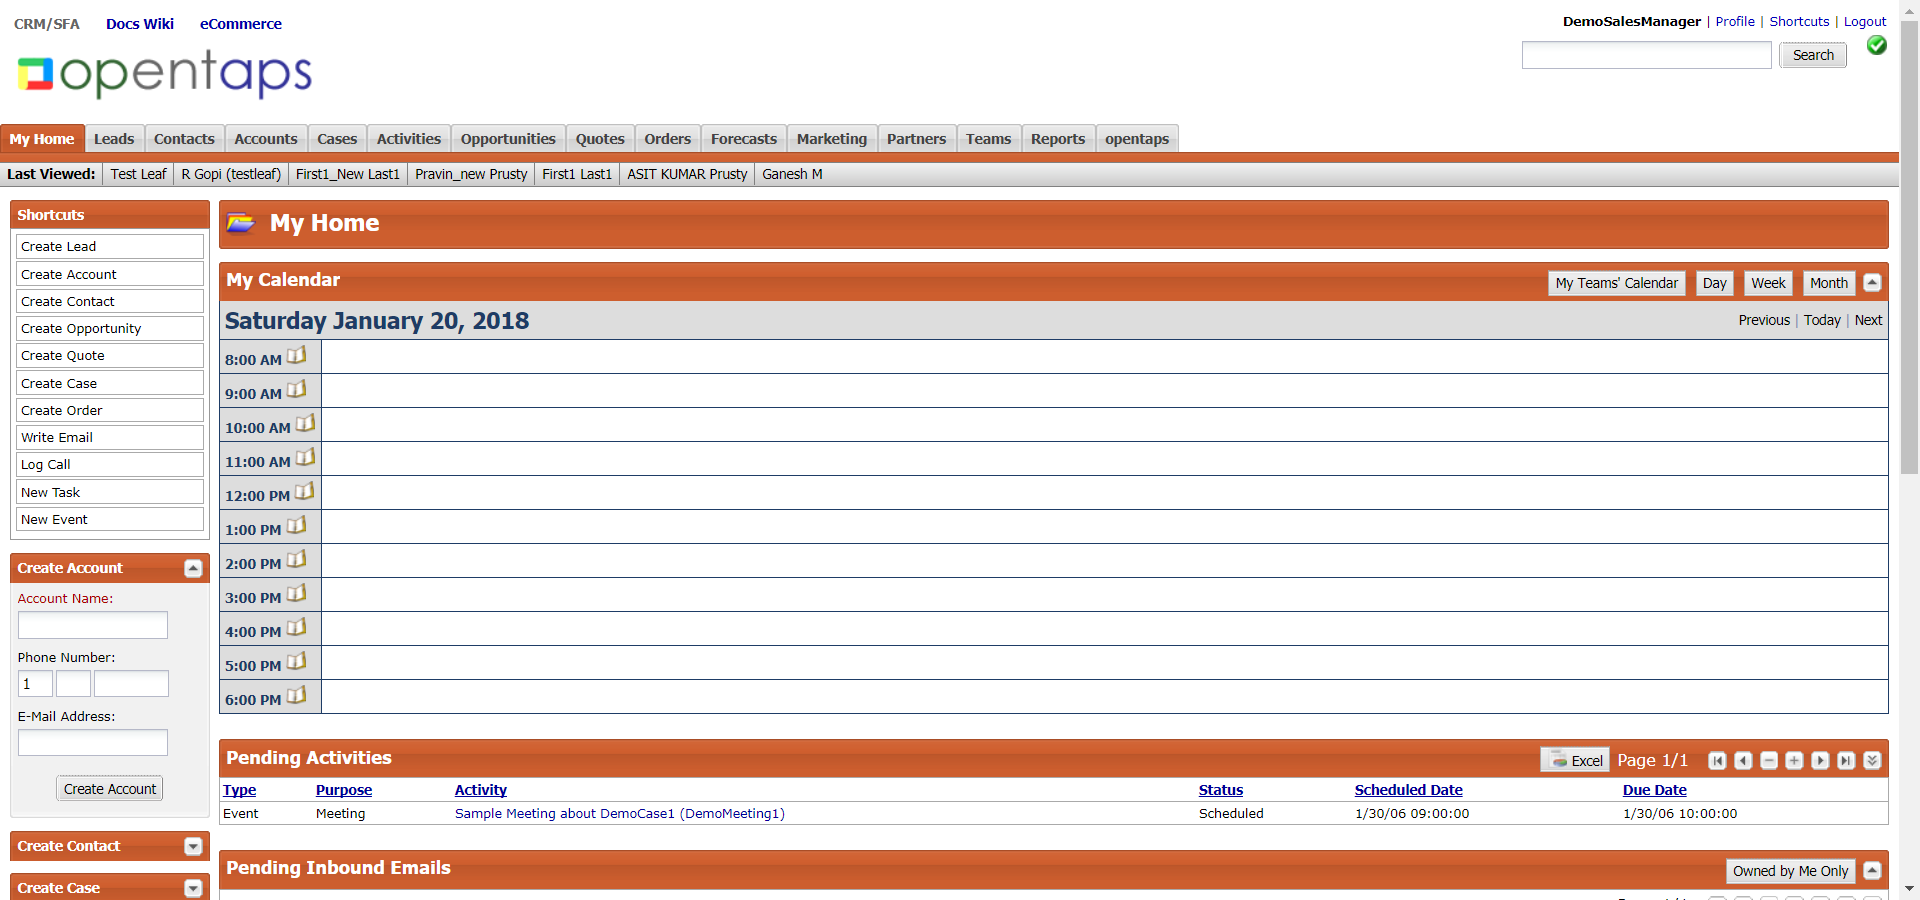 CRM/SFA Docs Wiki eCommerce
DemoSalesManager | Profile | Shortcuts | Logout
opentaps
Search
My Home Leads Contacts Accounts Cases Activities Opportunities Quotes Orders Forecasts Marketing Partners Teams Reports opentaps
Last Viewed: Test Leaf R Gopi (testleaf) First1_New Last1 Pravin_new Prusty First1 Last1 ASIT KUMAR Prusty Ganesh M
Shortcuts
Create Lead
Create Account
Create Contact
Create Opportunity
Create Quote
Create Case
Create Order
Write Email
Log Call
New Task
New Event
Create Account
Account Name:
Phone Number:
1
E-Mail Address:
Create Account
Create Contact
Create Case
My Home
My Calendar
My Teams' Calendar Day Week Month
Saturday January 20, 2018
Previous | Today | Next
8:00 AM
9:00 AM
10:00 AM
11:00 AM
12:00 PM
1:00 PM
2:00 PM
3:00 PM
4:00 PM
5:00 PM
6:00 PM
Pending Activities
Excel Page 1/1
Type Purpose Activity Status Scheduled Date Due Date
Event Meeting Sample Meeting about DemoCase1 (DemoMeeting1) Scheduled 1/30/06 09:00:00 1/30/06 10:00:00
Pending Inbound Emails
Owned by Me Only